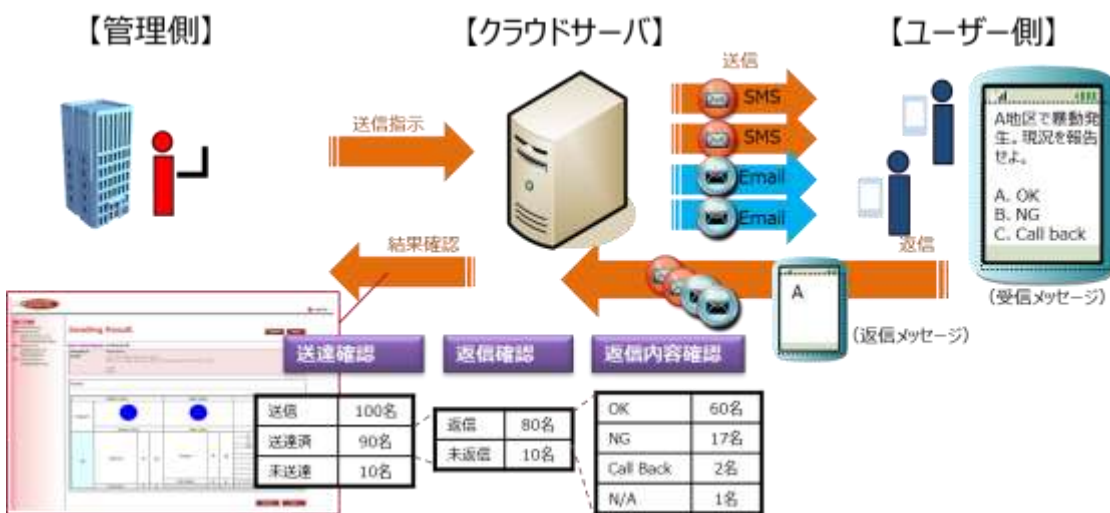 【管理側】
【クラウドサーバ】
【ユーザー側】
送信
送信指示
SMS
SMS
Email
Email
A地区で暴動発
生。現況を報告
せよ。
A. OK
B. NG
C. Call back
(受信メッセージ)
返信
A
(返信メッセージ)
結果確認
Sending Result
送達確認
返信確認
返信内容確認
送信 100名
送達済 90名
未送達 10名
返信 80名
未返信 10名
OK 60名
NG 17名
Call Back 2名
N/A 1名